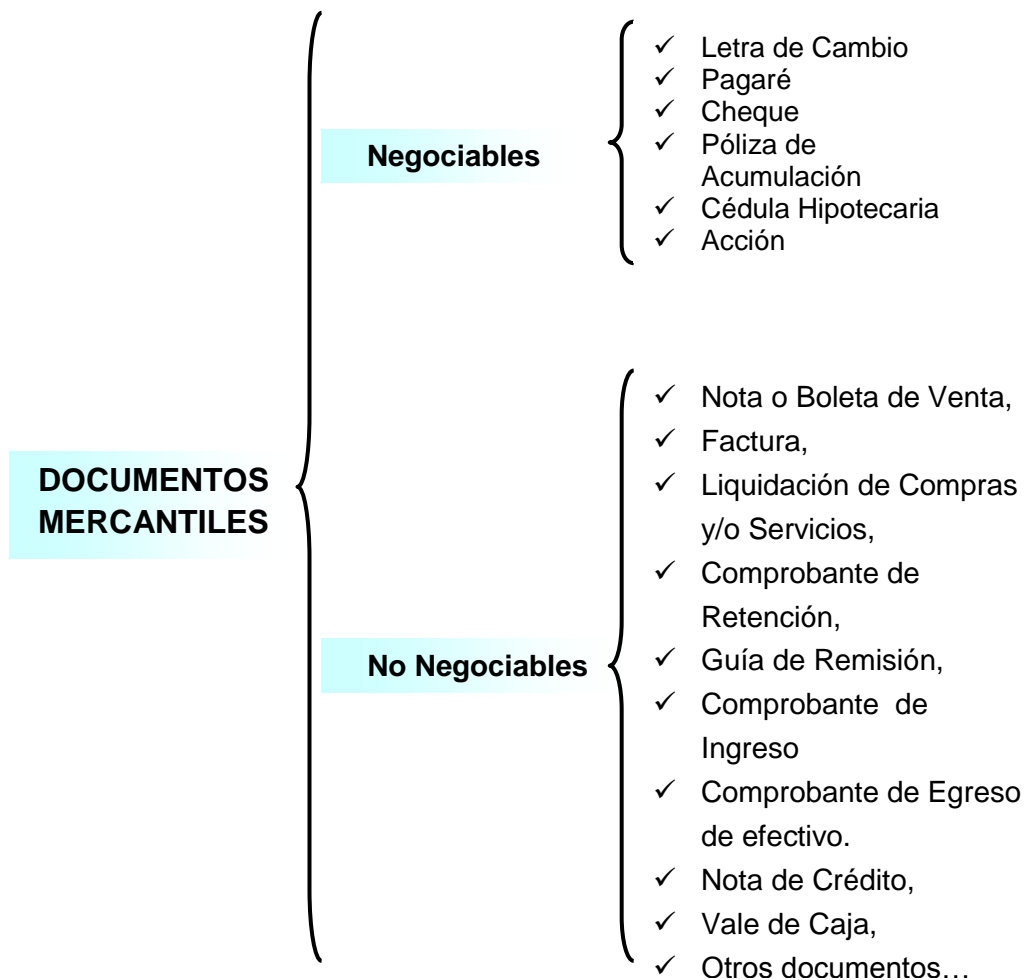 DOCUMENTOS
MERCANTILES
Negociables
✓ Letra de Cambio
✓ Pagaré
✓ Cheque
✓ Póliza de
Acumulación
✓ Cédula Hipotecaria
✓ Acción
No Negociables
✓ Nota o Boleta de Venta,
✓ Factura,
✓ Liquidación de Compras
y/o Servicios,
✓ Comprobante de
Retención,
✓ Guía de Remisión,
✓ Comprobante de
Ingreso
✓ Comprobante de Egreso
de efectivo.
✓ Nota de Crédito,
✓ Vale de Caja,
✓ Otros documentos…